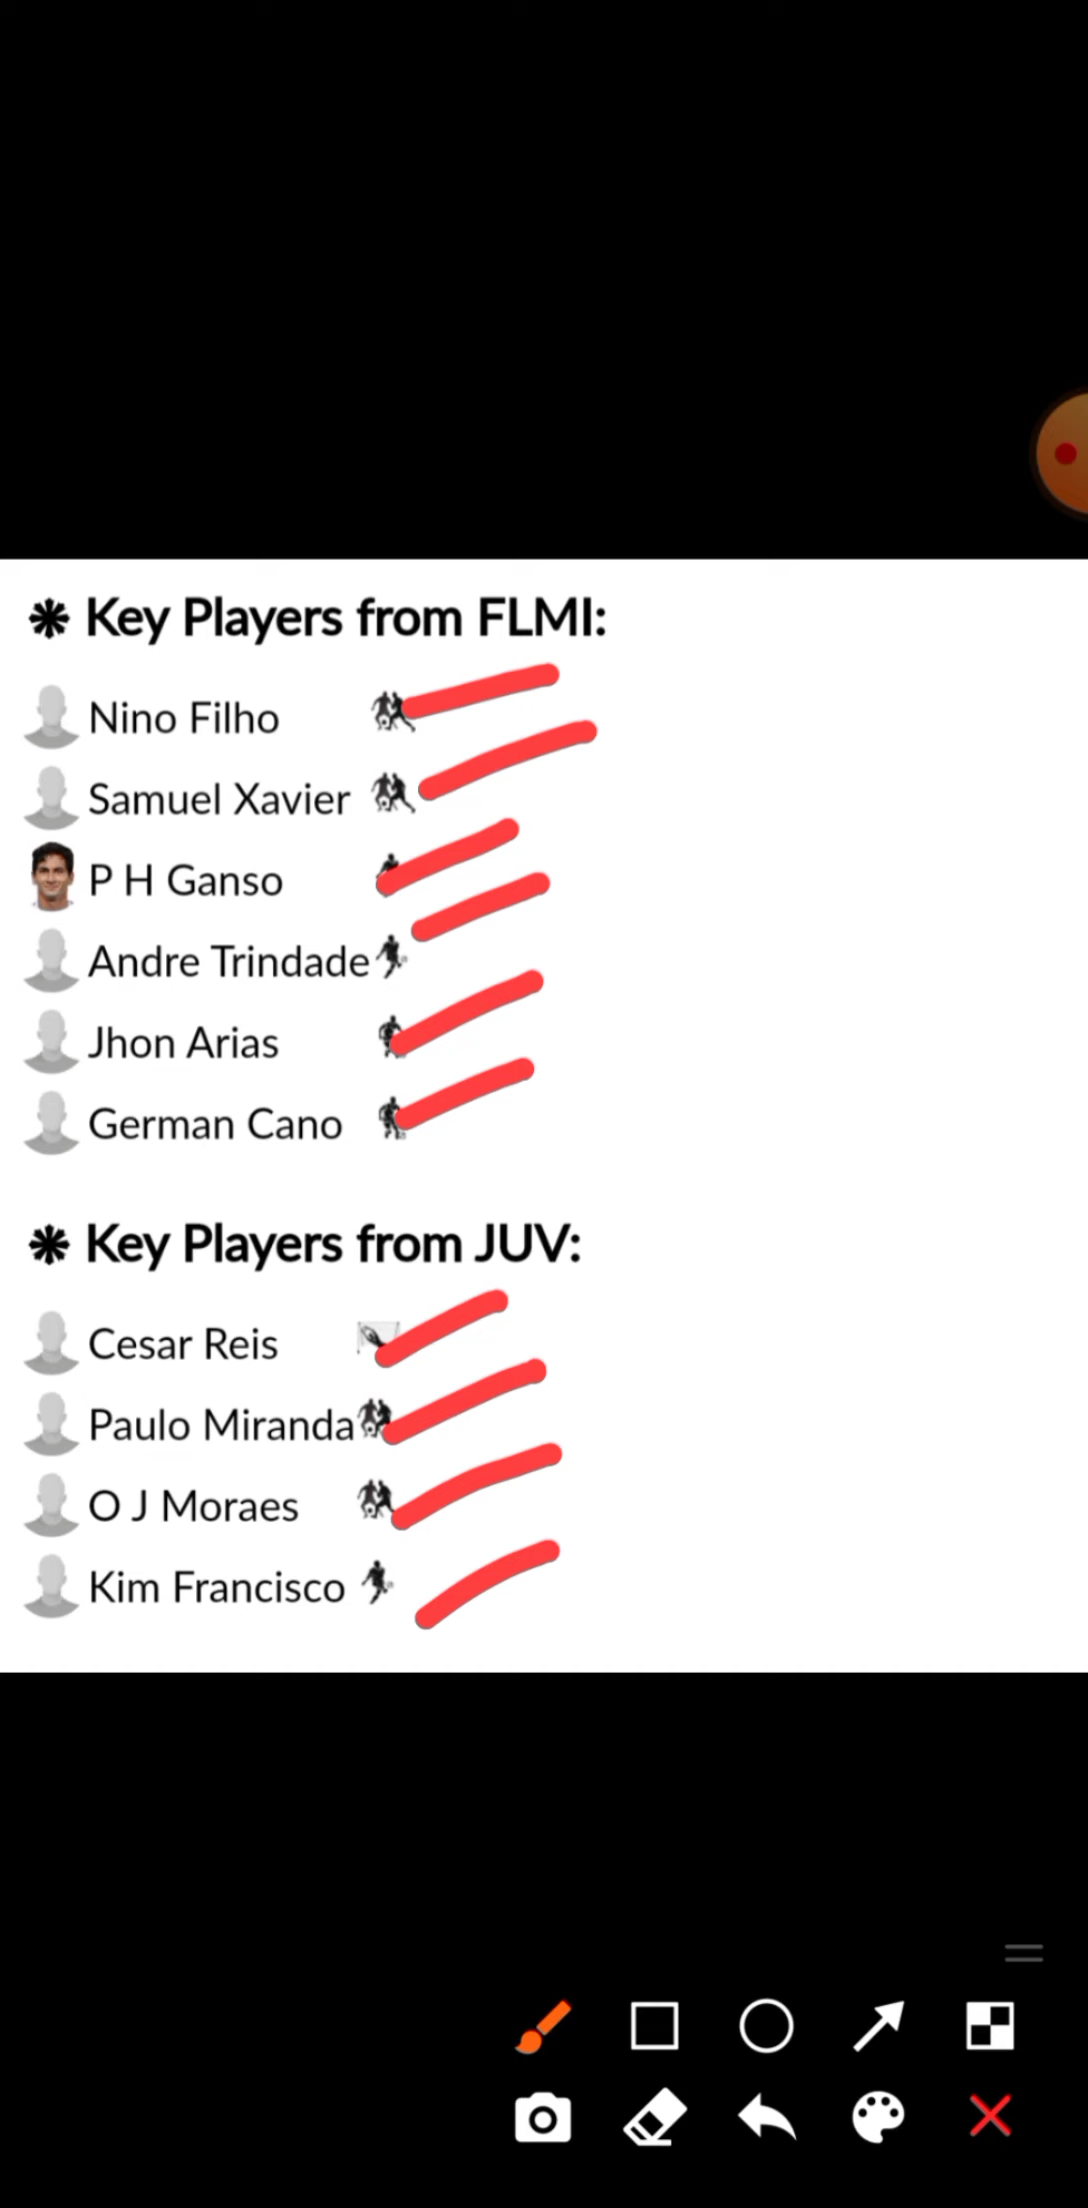 ✱ Key Players from FLMI:
Nino Filho
Samuel Xavier
P H Ganso
Andre Trindade
Jhon Arias
German Cano
✱ Key Players from JUV:
Cesar Reis
Paulo Miranda
O J Moraes
Kim Francisco